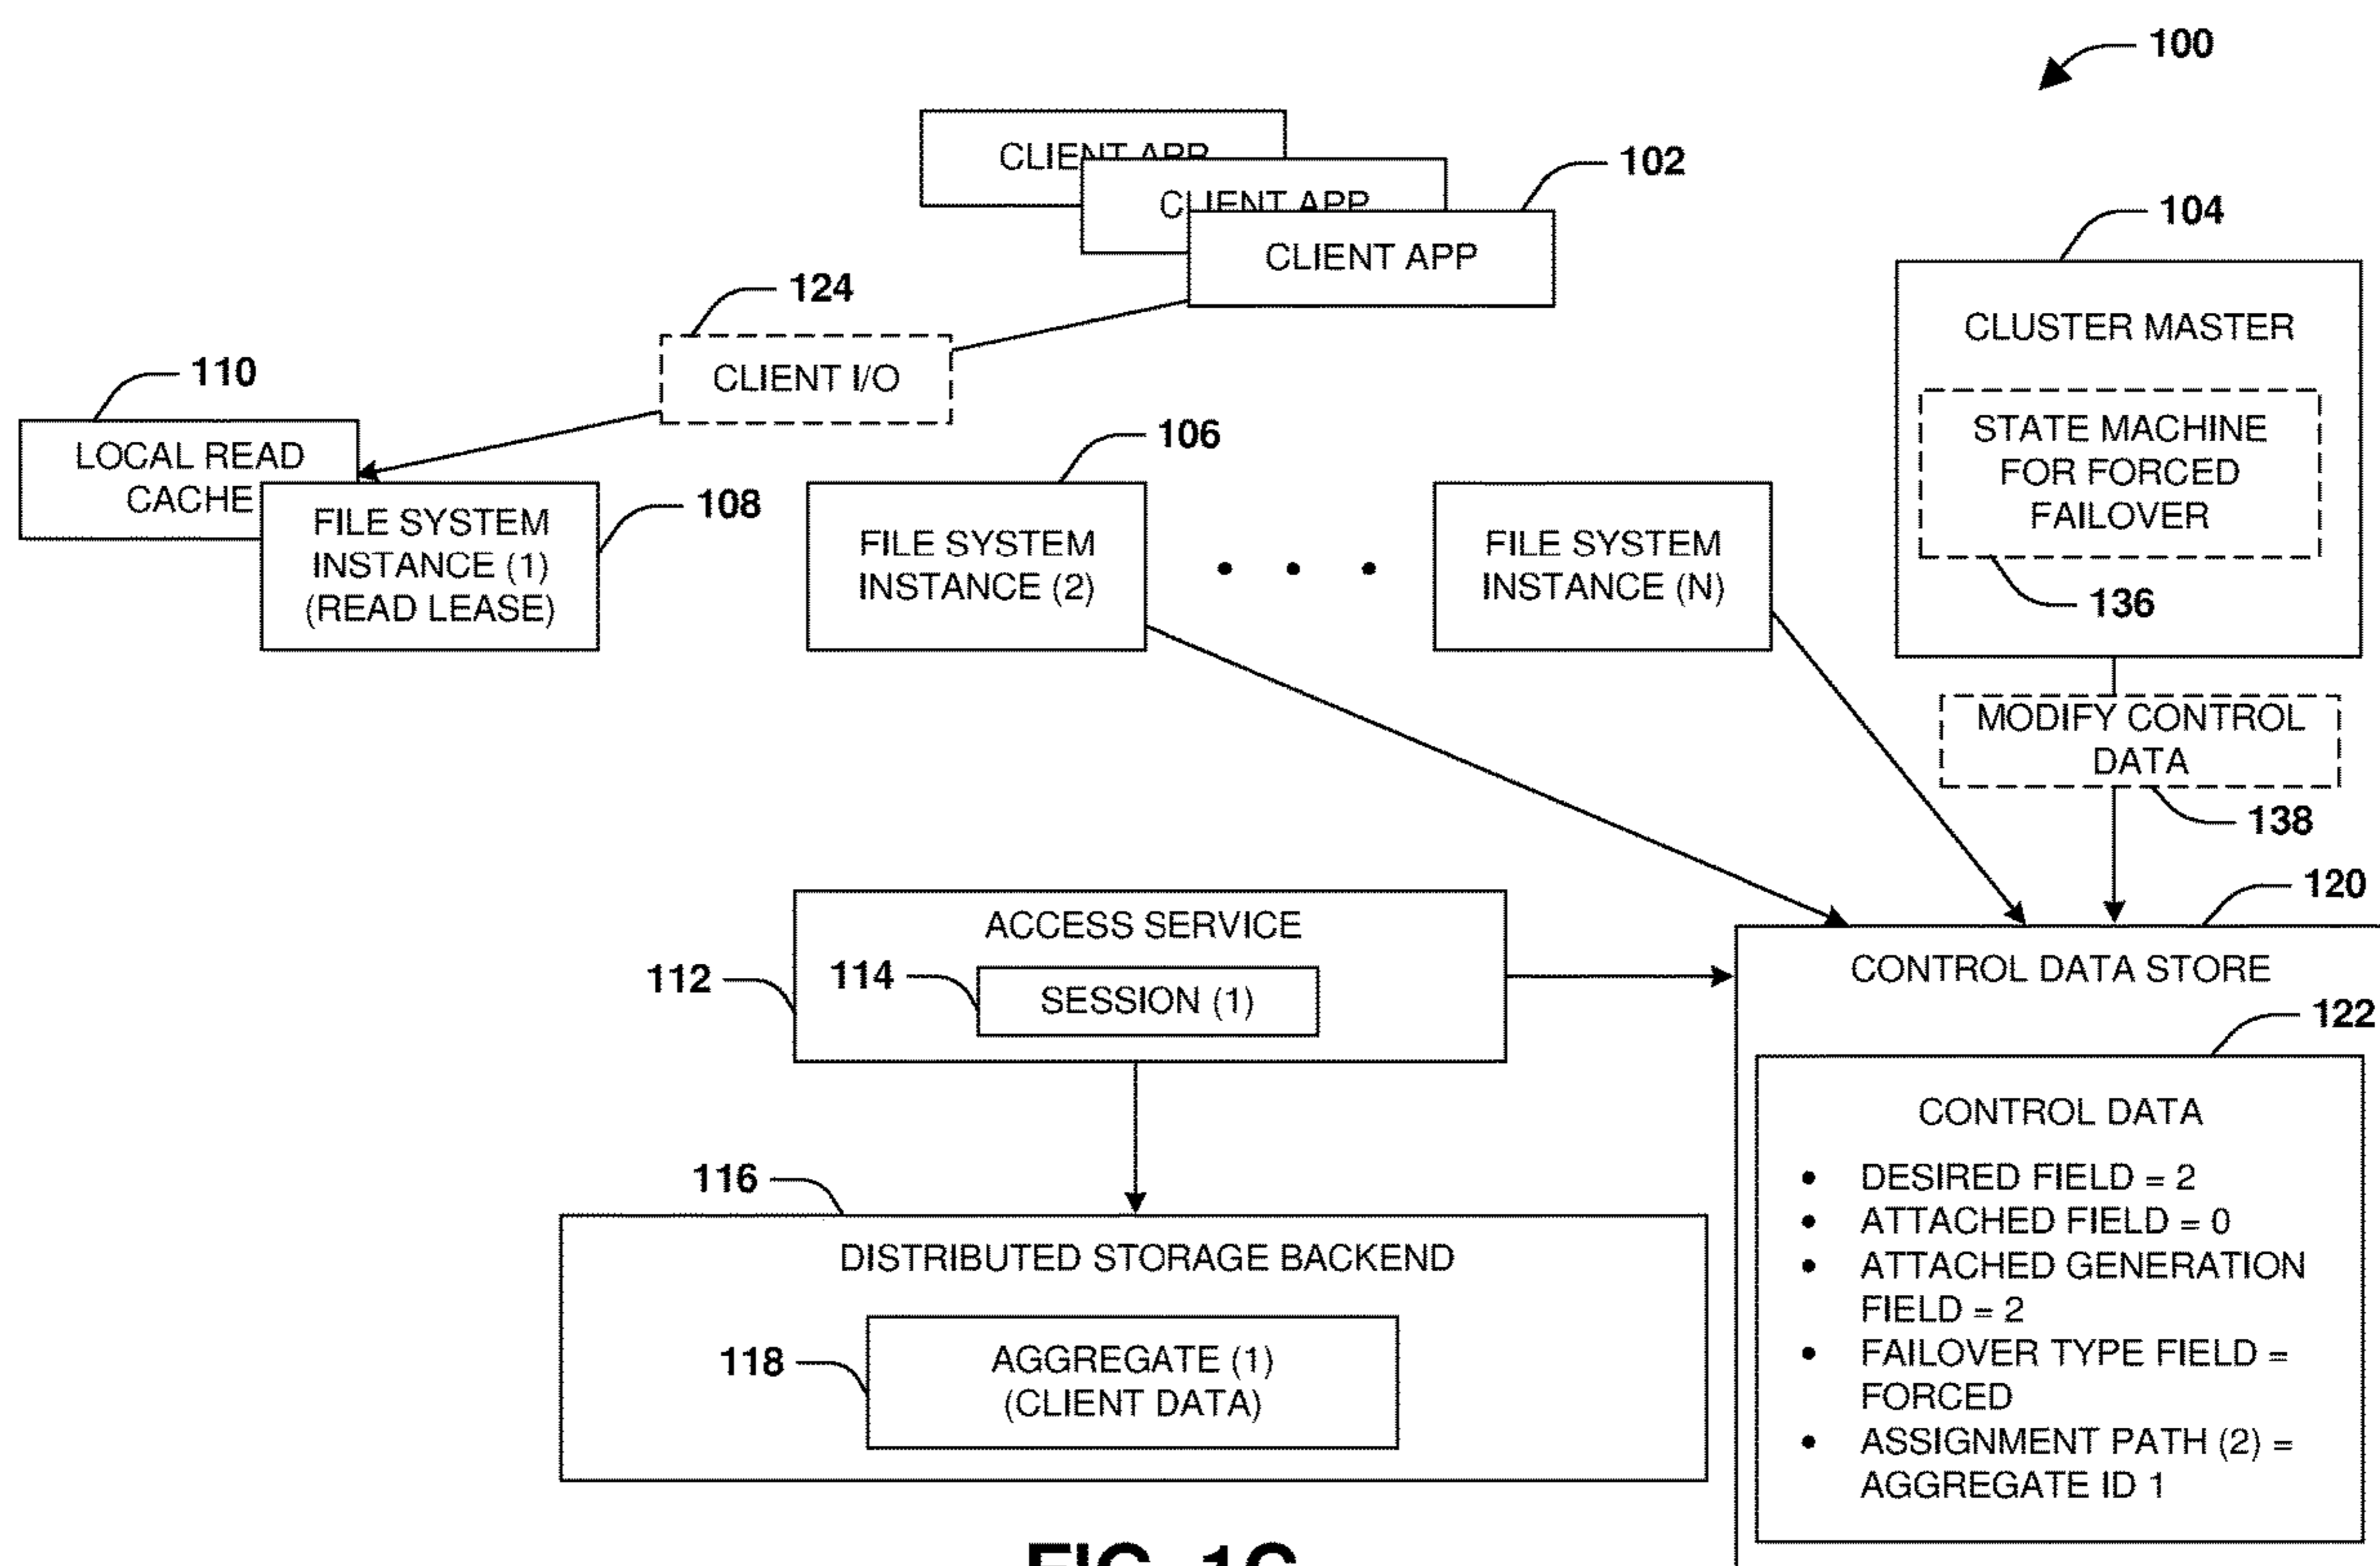 100
CLIENT APP
CLIENT APP
102
CLIENT APP
104
CLUSTER MASTER
STATE MACHINE
FOR FORCED
FAILOVER
136
124
CLIENT I/O
110
LOCAL READ
CACHE
108
FILE SYSTEM
INSTANCE (1)
(READ LEASE)
106
FILE SYSTEM
INSTANCE (2)
• • •
FILE SYSTEM
INSTANCE (N)
MODIFY CONTROL
DATA
138
112
ACCESS SERVICE
114
SESSION (1)
120
CONTROL DATA STORE
122
CONTROL DATA
• DESIRED FIELD = 2
• ATTACHED FIELD = 0
• ATTACHED GENERATION
FIELD = 2
• FAILOVER TYPE FIELD =
FORCED
• ASSIGNMENT PATH (2) =
AGGREGATE ID 1
116
DISTRIBUTED STORAGE BACKEND
118
AGGREGATE (1)
(CLIENT DATA)
FIG. 1C